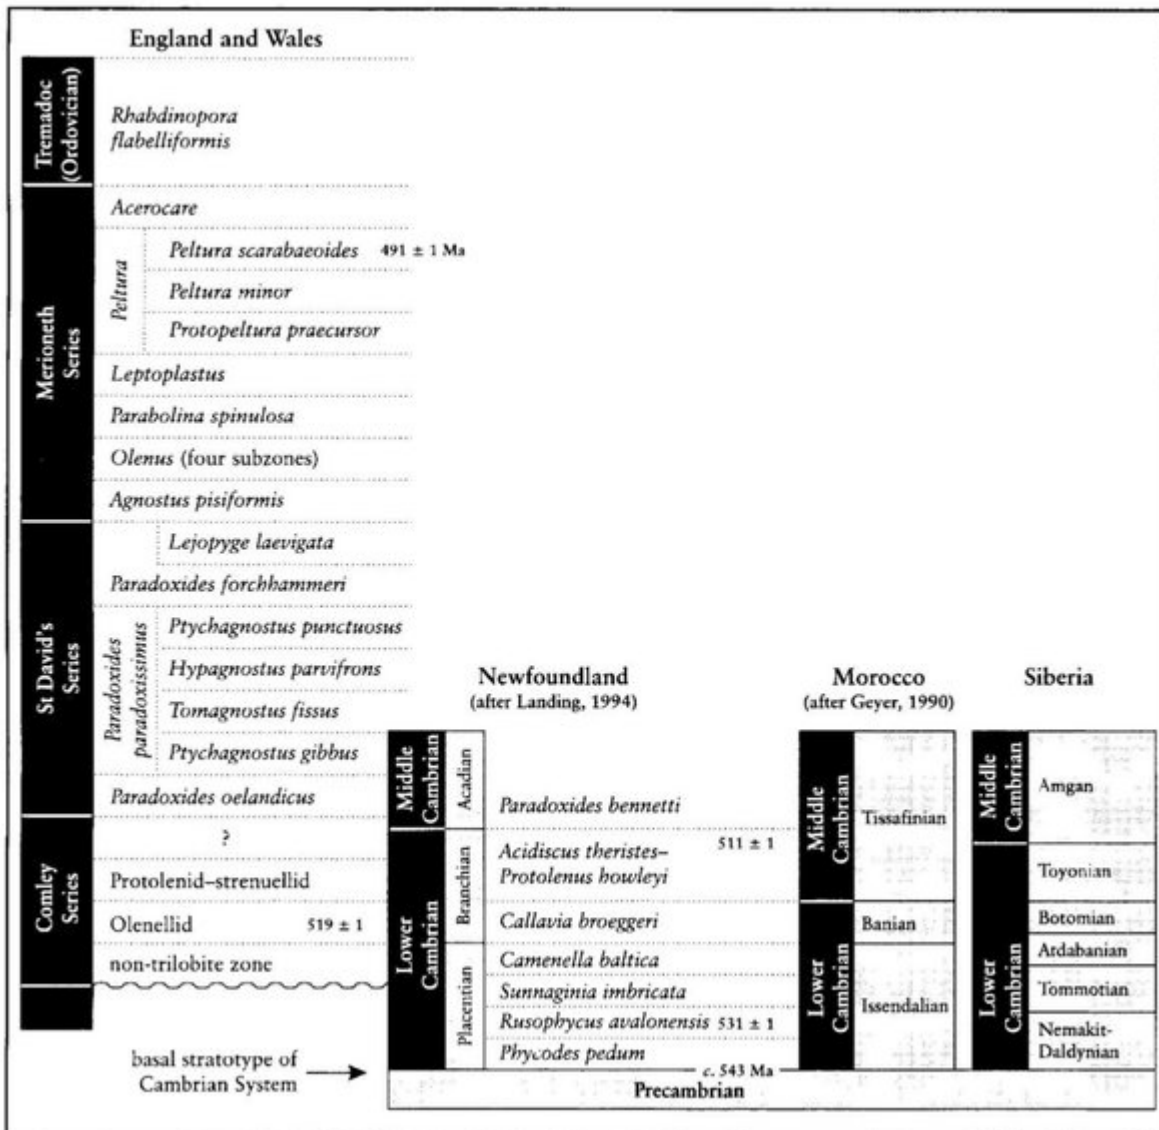 England and Wales
Tremadoc
(Ordovician)
Rhabdinopora
flabelliformis
Merioneth
Series
Acerocare
Peltura
Peltura scarabaeoides 491 ± 1 Ma
Peltura minor
Protopeltura praecursor
Leptoplastus
Parabolina spinulosa
Olenus (four subzones)
Agnostus pisiformis
St David's
Series
Lejopyge laevigata
Paradoxides forchhammeri
Paradoxides
paradoxissimus
Ptychagnostus punctuosus
Hypagnostus parvifrons
Tomagnostus fissus
Ptychagnostus gibbus
Paradoxides oelandicus
Comley
Series
?
Protolenid–strenuellid
Olenellid 519 ± 1
non-trilobite zone
basal stratotype of
Cambrian System
Newfoundland
(after Landing, 1994)
Middle
Cambrian
Acadian
Paradoxides bennetti
Lower
Cambrian
Branchian
511 ± 1
Acidiscus theristes–
Protolenus howleyi
Callavia broeggeri
Placentian
Camenella baltica
Sunnaginia imbricata
Rusophycus avalonensis 531 ± 1
Phycodes pedum
c. 543 Ma
Precambrian
Morocco
(after Geyer, 1990)
Middle
Cambrian
Tissafinian
Lower
Cambrian
Banian
Issendalian
Siberia
Middle
Cambrian
Amgan
Lower
Cambrian
Toyonian
Botomian
Atdabanian
Tommotian
Nemakit-
Daldynian